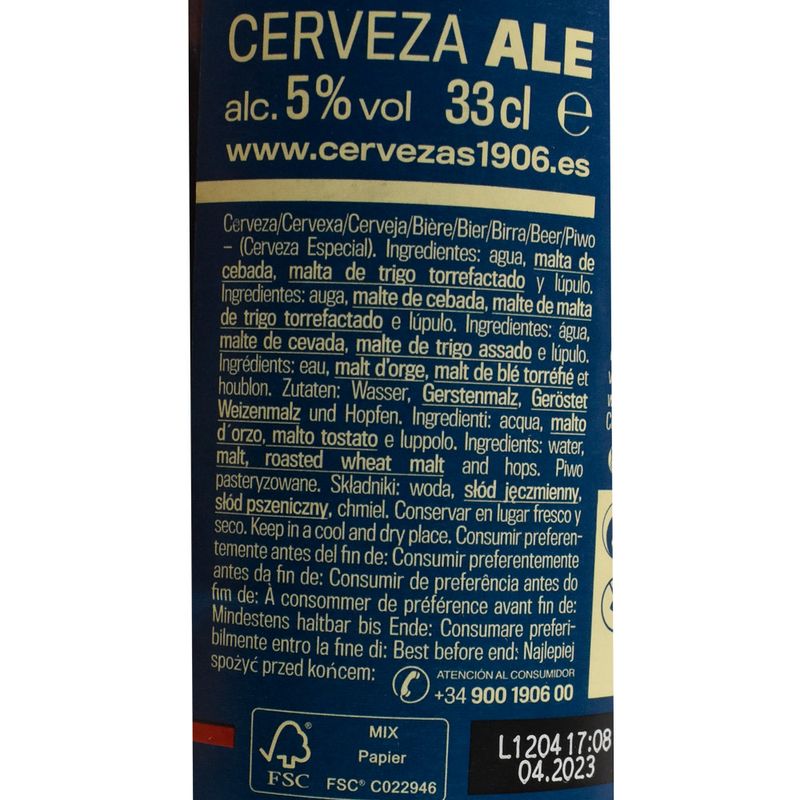 CERVEZA ALE
alc. 5% vol 33 cl e
www.cervezas1906.es
Cerveza/Cervexa/Cerveja/Bière/Bier/Birra/Beer/Piwo
– (Cerveza Especial). Ingredientes: agua, malta de
cebada, malta de trigo torrefactado y lúpulo.
Ingredientes: auga, malte de cebada, malte de malta
de trigo torrefactado e lúpulo. Ingredientes: água,
malte de cevada, malte de trigo assado e lúpulo.
Ingrédients: eau, malt d'orge, malt de blé torréfié et
houblon. Zutaten: Wasser, Gerstenmalz, Geröstet
Weizenmalz und Hopfen. Ingredienti: acqua, malto
d´orzo, malto tostato e luppolo. Ingredients: water,
malt, roasted wheat malt and hops. Piwo
pasteryzowane. Składniki: woda, słód jęczmienny,
słód pszeniczny, chmiel. Conservar en lugar fresco y
seco. Keep in a cool and dry place. Consumir preferen-
temente antes del fin de: Consumir preferentemente
antes da fin de: Consumir de preferência antes do
fim de: À consommer de préférence avant fin de:
Mindestens haltbar bis Ende: Consumare preferi-
bilmente entro la fine di: Best before end: Najlepiej
spożyć przed końcem:
ATENCIÓN AL CONSUMIDOR
+34 900 1906 00
FSC
MIX
Papier
FSC® C022946
L1204 17:08
04.2023